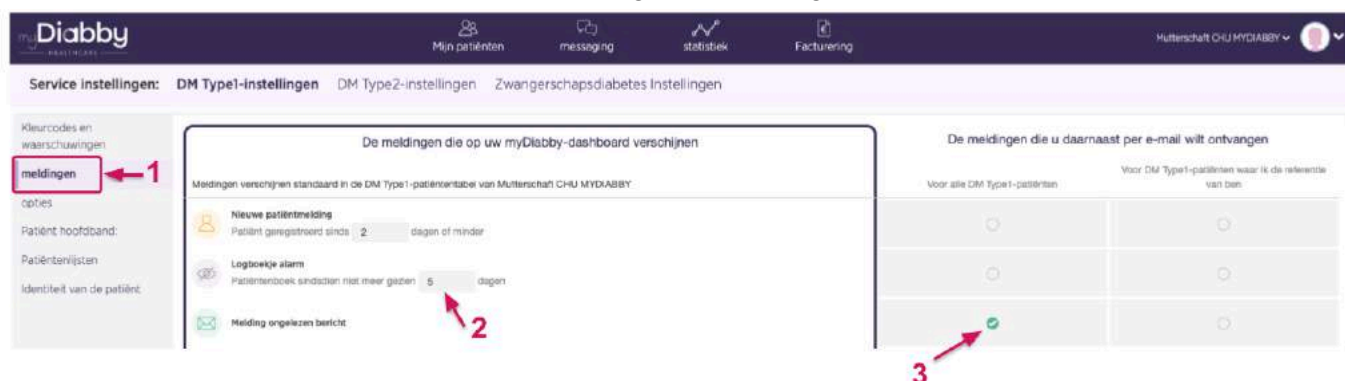 myDiabby
HEALTHCARE
Mijn patiënten
messaging
statistiek
Facturering
Mutterschaft CHU MYDIABBY
Service instellingen: DM Type1-instellingen DM Type2-instellingen Zwangerschapsdiabetes Instellingen
Kleurcodes en
waarschuwingen
meldingen
1
opties
Patiënt hoofdband:
Patiëntenlijsten
Identiteit van de patiënt
De meldingen die op uw myDiabby-dashboard verschijnen
De meldingen die u daarnaast per e-mail wilt ontvangen
Meldingen verschijnen standaard in de DM Type1-patiëntentabel van Mutterschaft CHU MYDIABBY
Voor alle DM Type1-patiënten
Voor DM Type1-patiënten waar ik de referentie
van ben
Nieuwe patiëntmelding
Patiënt geregistreerd sinds 2 dagen of minder
Logboekje alarm
Patiëntenboek sindsdien niet meer gezien 5 dagen
2
Melding ongelezen bericht
3